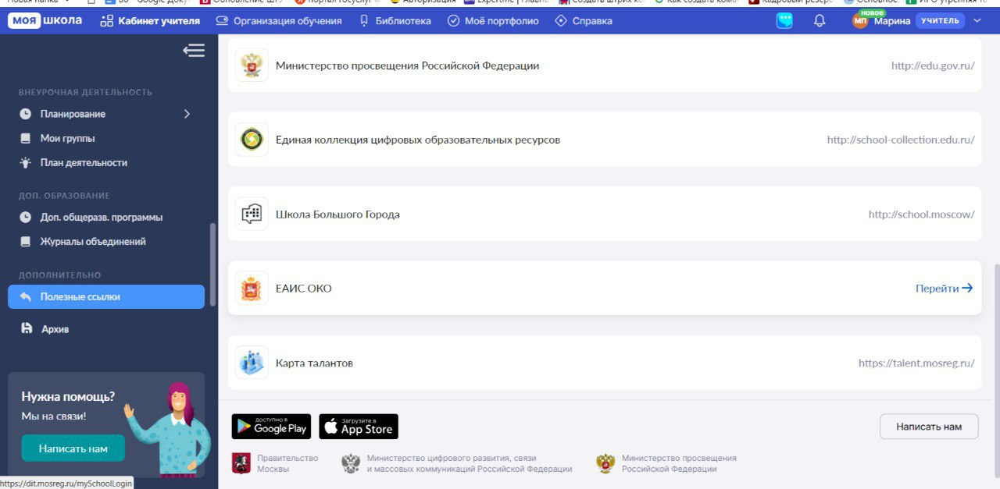 моя школа
Кабинет учителя
Организация обучения
Библиотека
Моё портфолио
Справка
новое
МП
Марина
УЧИТЕЛЬ
ВНЕУРОЧНАЯ ДЕЯТЕЛЬНОСТЬ
Планирование
Мои группы
План деятельности
ДОП. ОБРАЗОВАНИЕ
Доп. общеразв. программы
Журналы объединений
ДОПОЛНИТЕЛЬНО
Полезные ссылки
Архив
Нужна помощь?
Мы на связи!
Написать нам
https://dit.mosreg.ru/mySchoolLogin
Министерство просвещения Российской Федерации
http://edu.gov.ru/
Единая коллекция цифровых образовательных ресурсов
http://school-collection.edu.ru/
Школа Большого Города
http://school.moscow/
ЕАИС ОКО
Перейти
Карта талантов
https://talent.mosreg.ru/
ДОСТУПНО В
Google Play
Загрузите в
App Store
Написать нам
Правительство
Москвы
Министерство цифрового развития, связи
и массовых коммуникаций Российской Федерации
Министерство просвещения
Российской Федерации